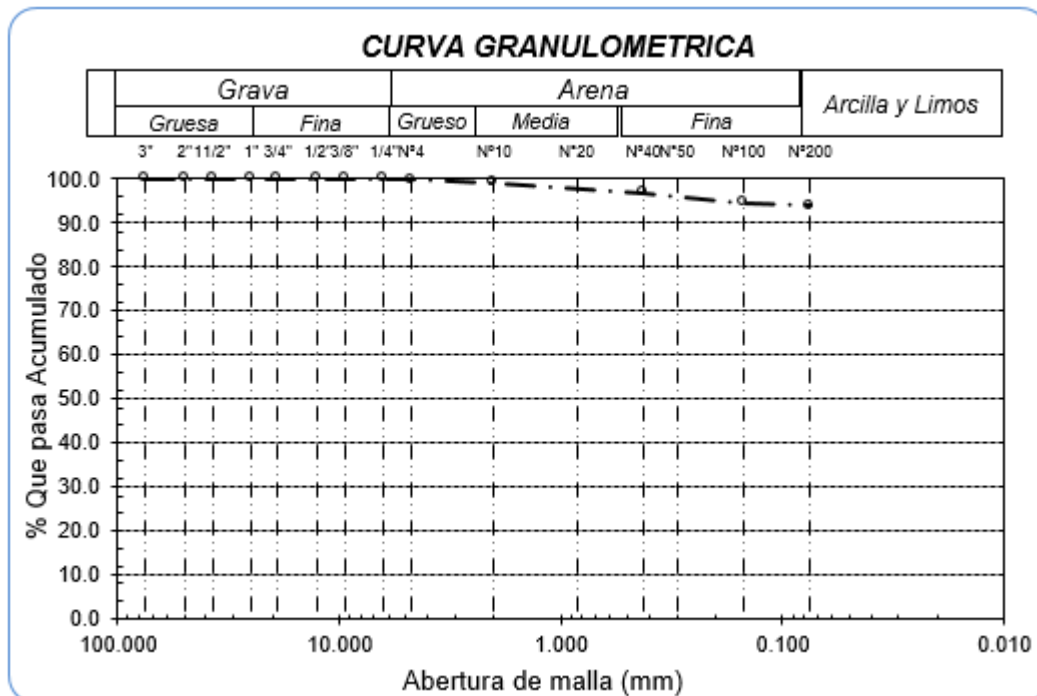 CURVA GRANULOMETRICA
Grava Arena Arcilla y Limos
Gruesa Fina Grueso Media Fina
3" 2" 11/2" 1" 3/4" 1/2" 3/8" 1/4" Nº4 Nº10 N°20 Nº40 N°50 Nº100 Nº200
% Que pasa Acumulado
100.0
90.0
80.0
70.0
60.0
50.0
40.0
30.0
20.0
10.0
0.0
100.000 10.000 1.000 0.100 0.010
Abertura de malla (mm)